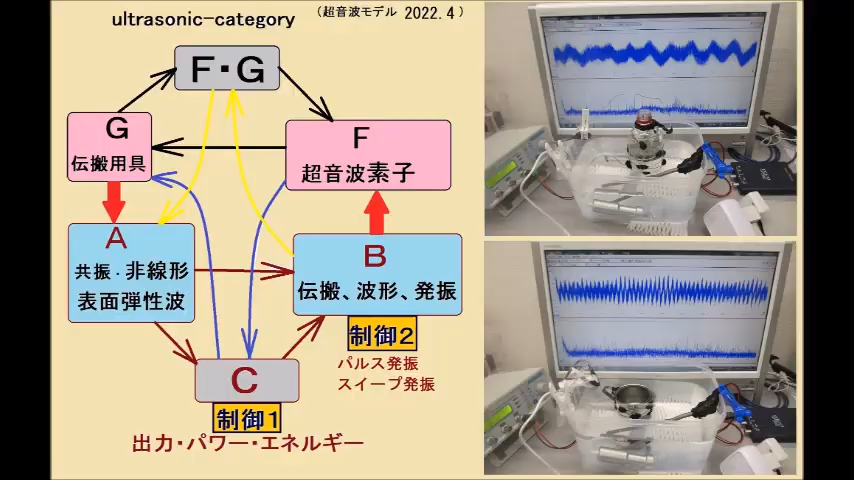 ultrasonic-category
（超音波モデル 2022.4 ）
F・G
G
伝搬用具
F
超音波素子
A
共振・非線形
表面弾性波
B
伝搬、波形、発振
制御2
パルス発振
スイープ発振
C
制御1
出力・パワー・エネルギー